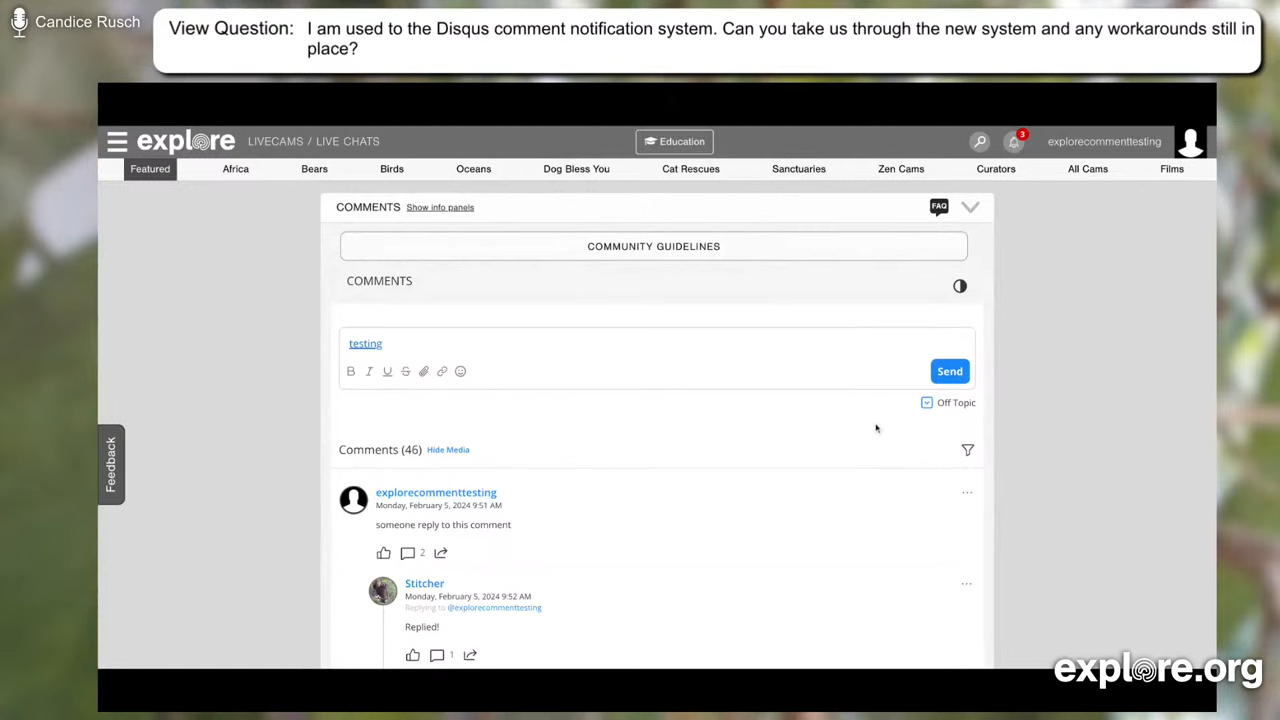 Candice Rusch
View Question: I am used to the Disqus comment notification system. Can you take us through the new system and any workarounds still in
place?
explore LIVECAMS / LIVE CHATS Education 3 explorecommenttesting
Featured Africa Bears Birds Oceans Dog Bless You Cat Rescues Sanctuaries Zen Cams Curators All Cams Films
COMMENTS Show info panels FAQ
COMMUNITY GUIDELINES
COMMENTS
testing
B I U S Send
Off Topic
Comments (46) Hide Media
explorecommenttesting
Monday, February 5, 2024 9:51 AM
someone reply to this comment
2
Stitcher
Monday, February 5, 2024 9:52 AM
Replying to @explorecommenttesting
Replied!
1
Feedback
explore.org